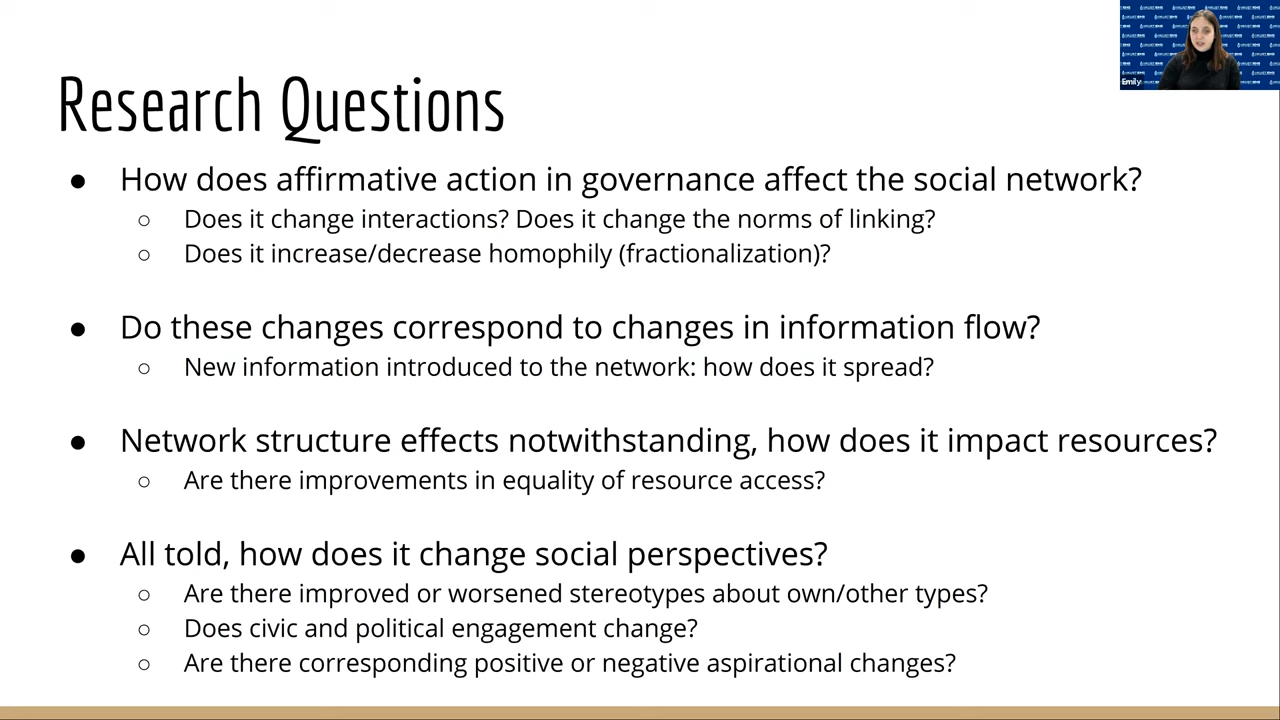 Research Questions
● How does affirmative action in governance affect the social network?
○ Does it change interactions? Does it change the norms of linking?
○ Does it increase/decrease homophily (fractionalization)?
● Do these changes correspond to changes in information flow?
○ New information introduced to the network: how does it spread?
● Network structure effects notwithstanding, how does it impact resources?
○ Are there improvements in equality of resource access?
● All told, how does it change social perspectives?
○ Are there improved or worsened stereotypes about own/other types?
○ Does civic and political engagement change?
○ Are there corresponding positive or negative aspirational changes?
Emily